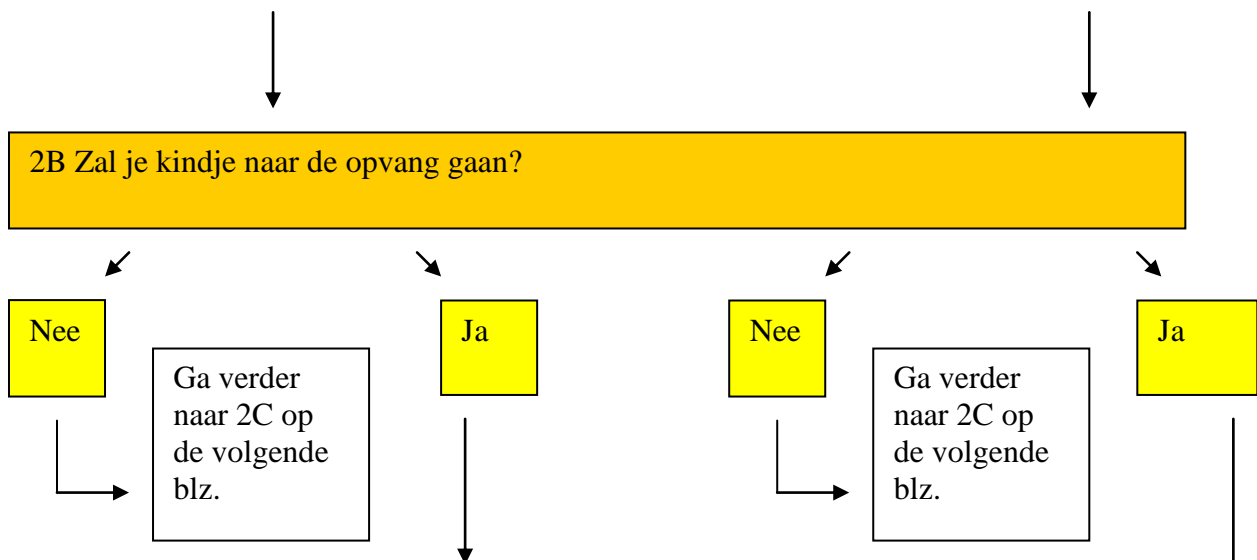 2B Zal je kindje naar de opvang gaan?
Nee
Ga verder
naar 2C op
de volgende
blz.
Ja
Nee
Ga verder
naar 2C op
de volgende
blz.
Ja